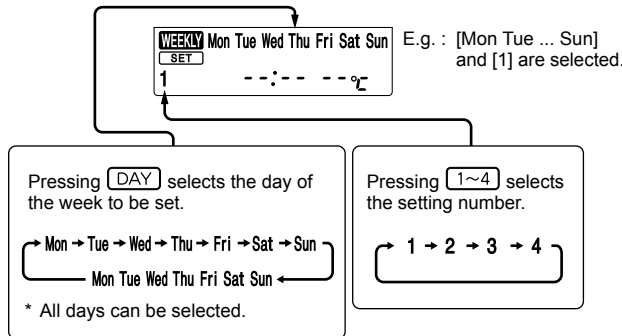 WEEKLY Mon Tue Wed Thu Fri Sat Sun
SET
1 --:-- --°C
E.g. : [Mon Tue ... Sun]
and [1] are selected.
Pressing DAY selects the day of
the week to be set.
Mon → Tue → Wed → Thu → Fri → Sat → Sun
Mon Tue Wed Thu Fri Sat Sun ←
* All days can be selected.
Pressing 1~4 selects
the setting number.
1 → 2 → 3 → 4